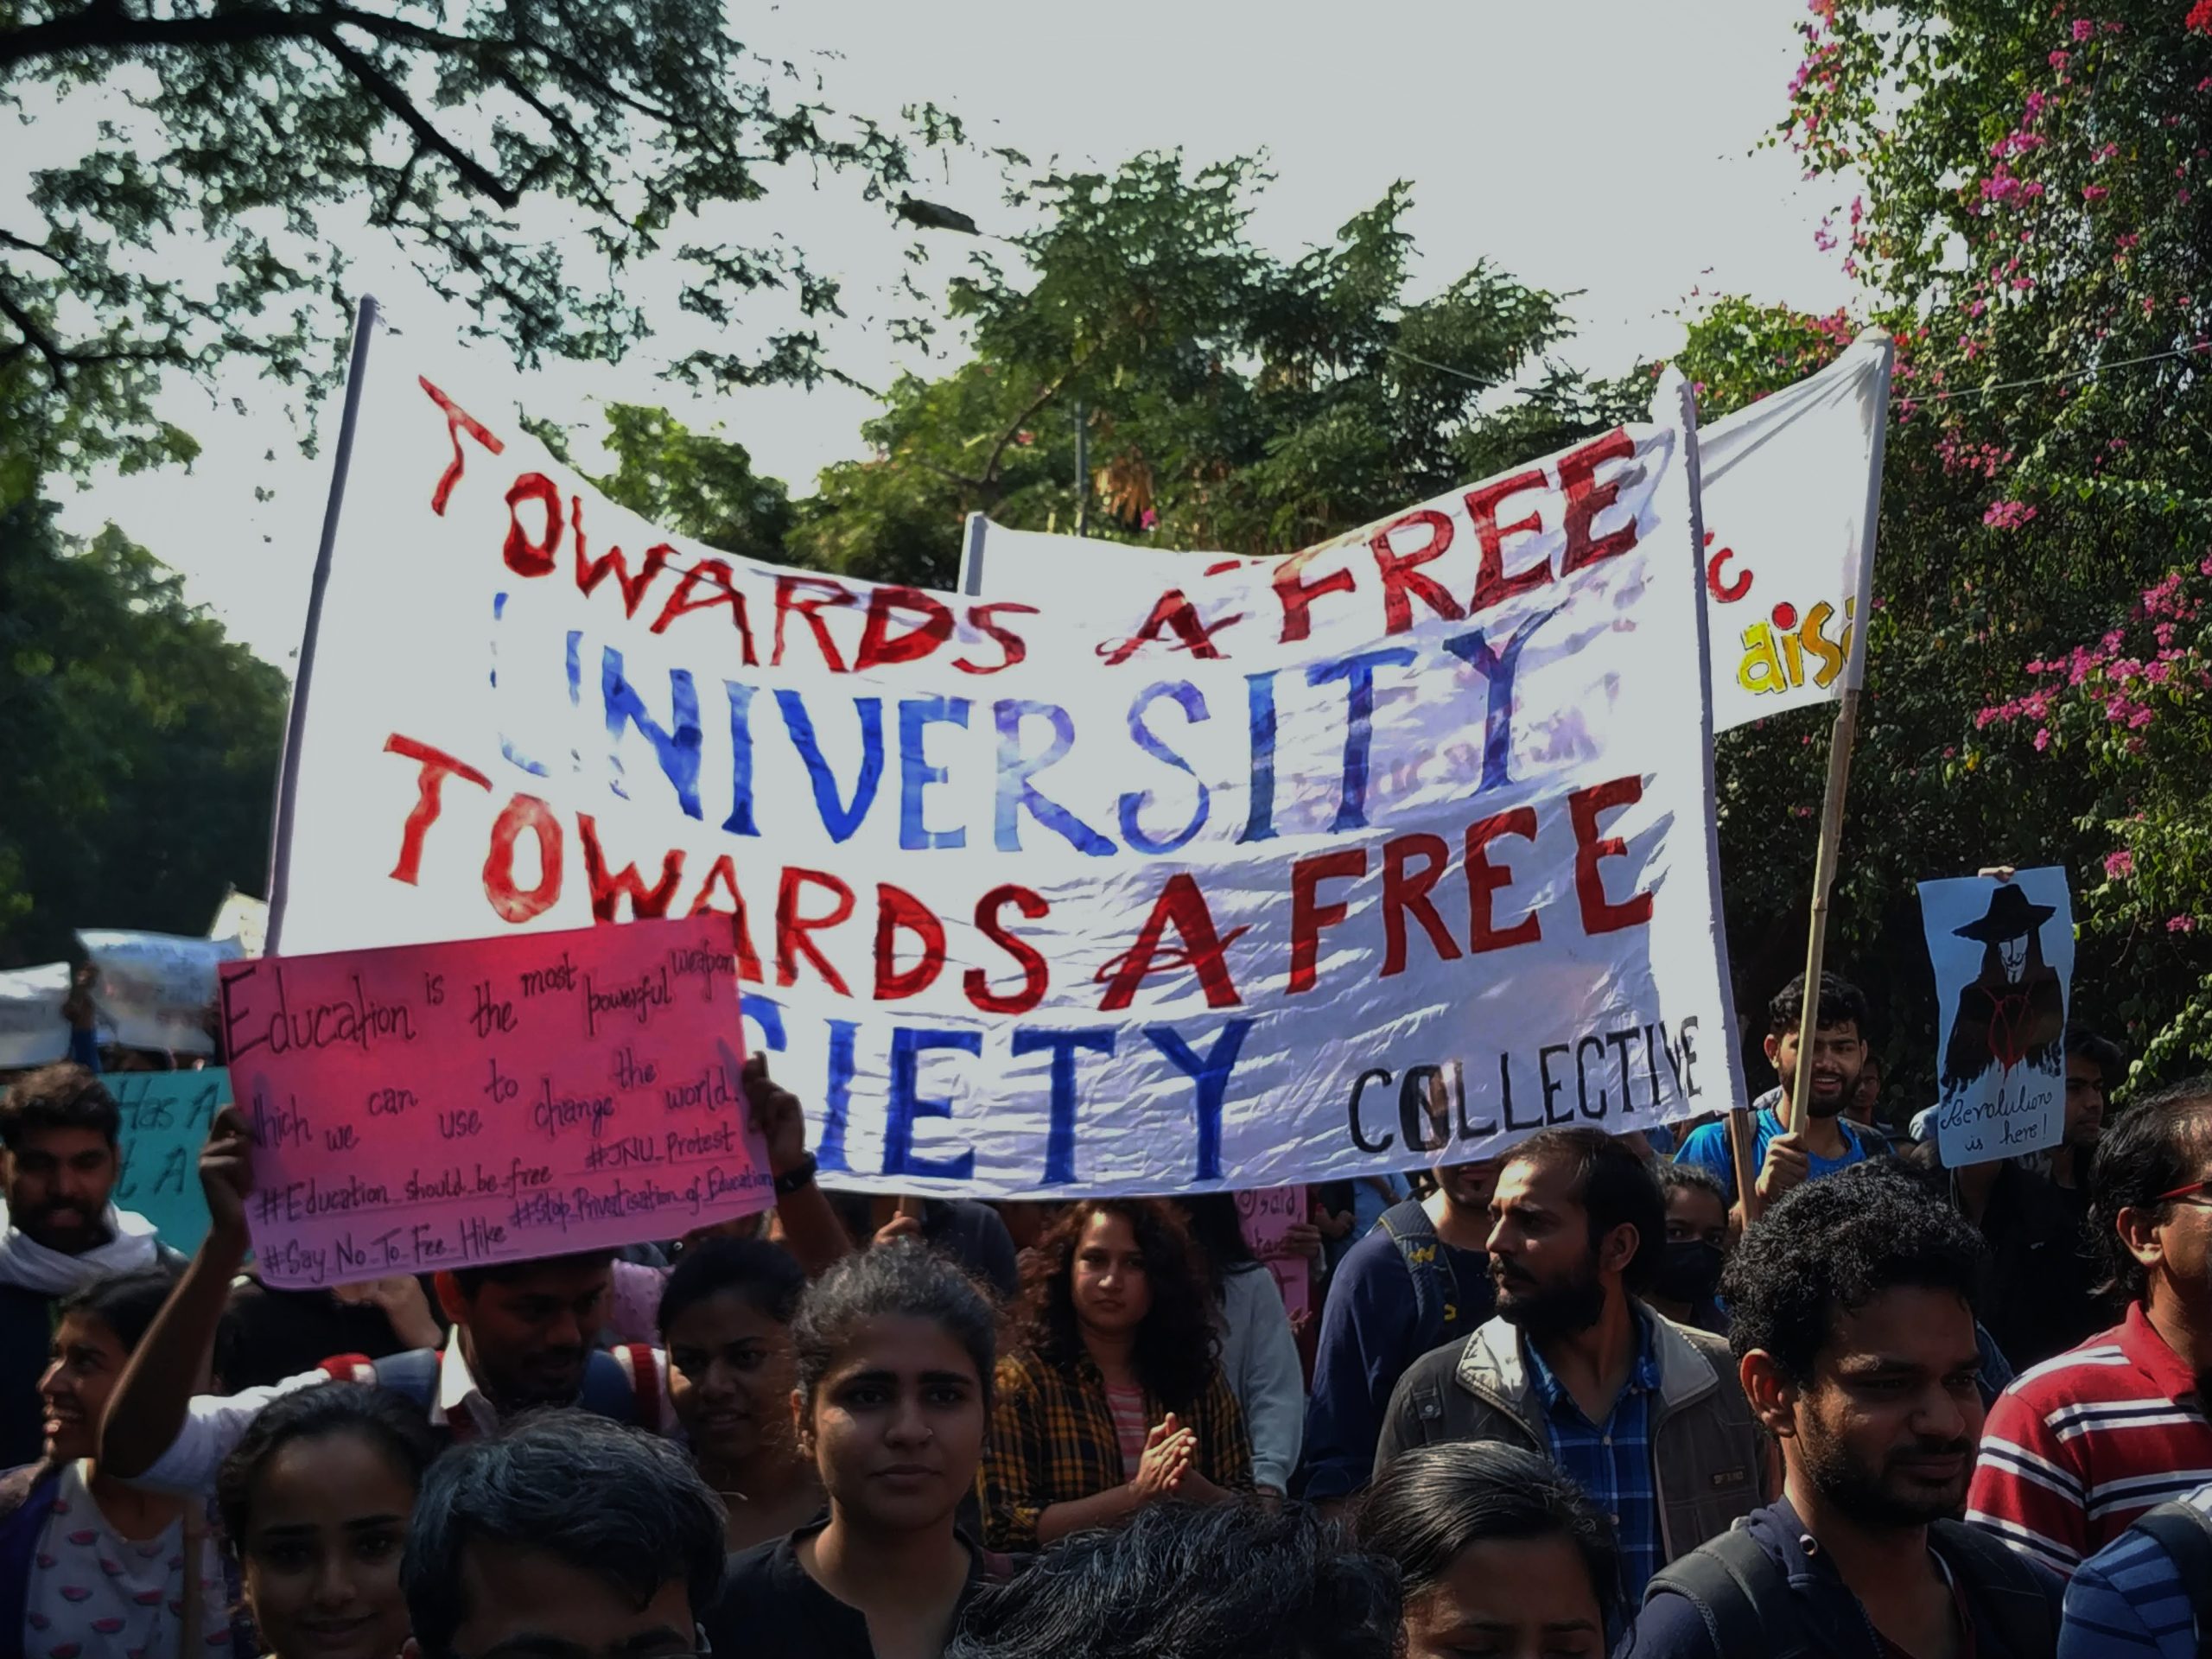 TOWARDS A FREE
UNIVERSITY
TOWARDS A FREE
CIETY
COLLECTIVE
aisa
Education is the most powerful weapon
Which we can use to change the world.
#Education_should_be_free #JNU_Protest
#Say_No_To_Fee_Hike #Stop_Privatisation_of_Education
Has A
t A
Revolution
is here!